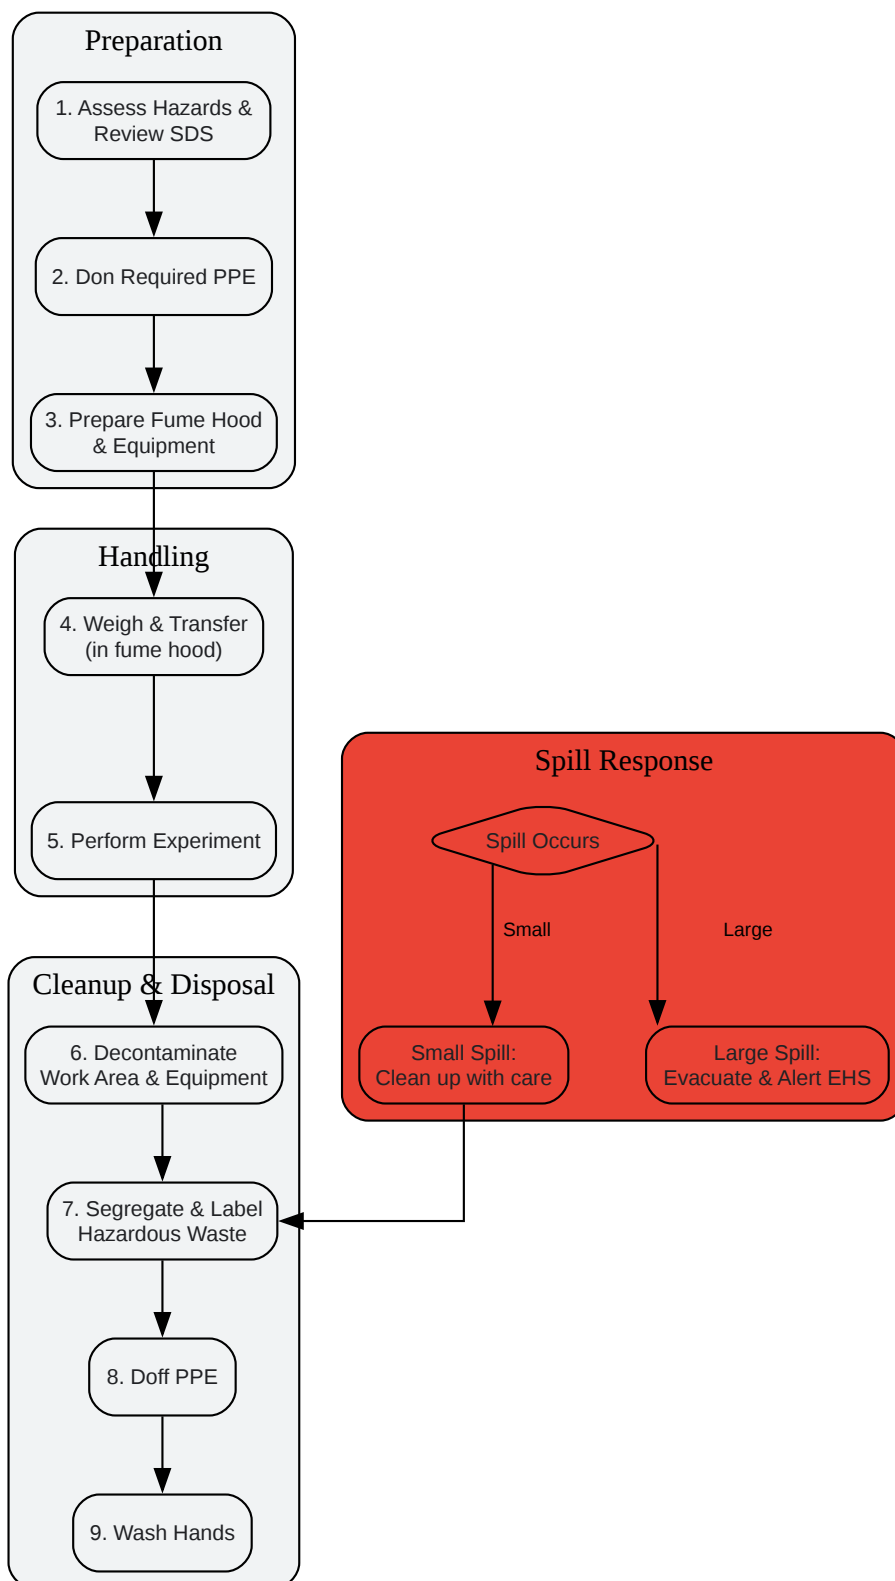 Preparation
1. Assess Hazards &
Review SDS
2. Don Required PPE
3. Prepare Fume Hood
& Equipment
Handling
4. Weigh & Transfer
(in fume hood)
5. Perform Experiment
Spill Response
Spill Occurs
Small
Large
Small Spill:
Clean up with care
Large Spill:
Evacuate & Alert EHS
Cleanup & Disposal
6. Decontaminate
Work Area & Equipment
7. Segregate & Label
Hazardous Waste
8. Doff PPE
9. Wash Hands